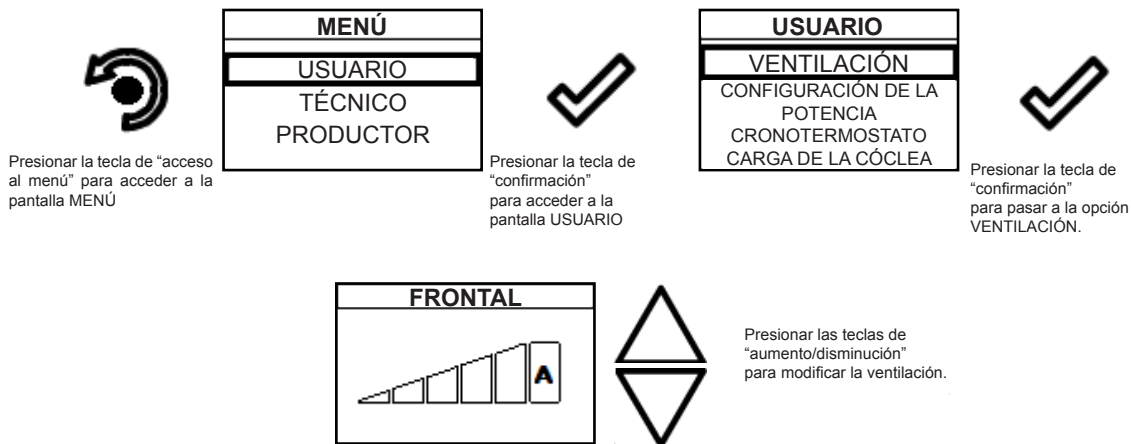 MENÚ
USUARIO
TÉCNICO
PRODUCTOR
Presionar la tecla de “acceso
al menú” para acceder a la
pantalla MENÚ
Presionar la tecla de
“confirmación”
para acceder a la
pantalla USUARIO
USUARIO
VENTILACIÓN
CONFIGURACIÓN DE LA
POTENCIA
CRONOTERMOSTATO
CARGA DE LA CÓCLEA
Presionar la tecla de
“confirmación”
para pasar a la opción
VENTILACIÓN.
FRONTAL
A
Presionar las teclas de
“aumento/disminución”
para modificar la ventilación.